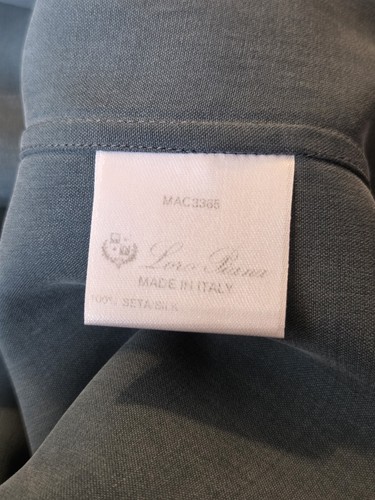 MAC3365
Loro Piana
MADE IN ITALY
100% SETA SILK